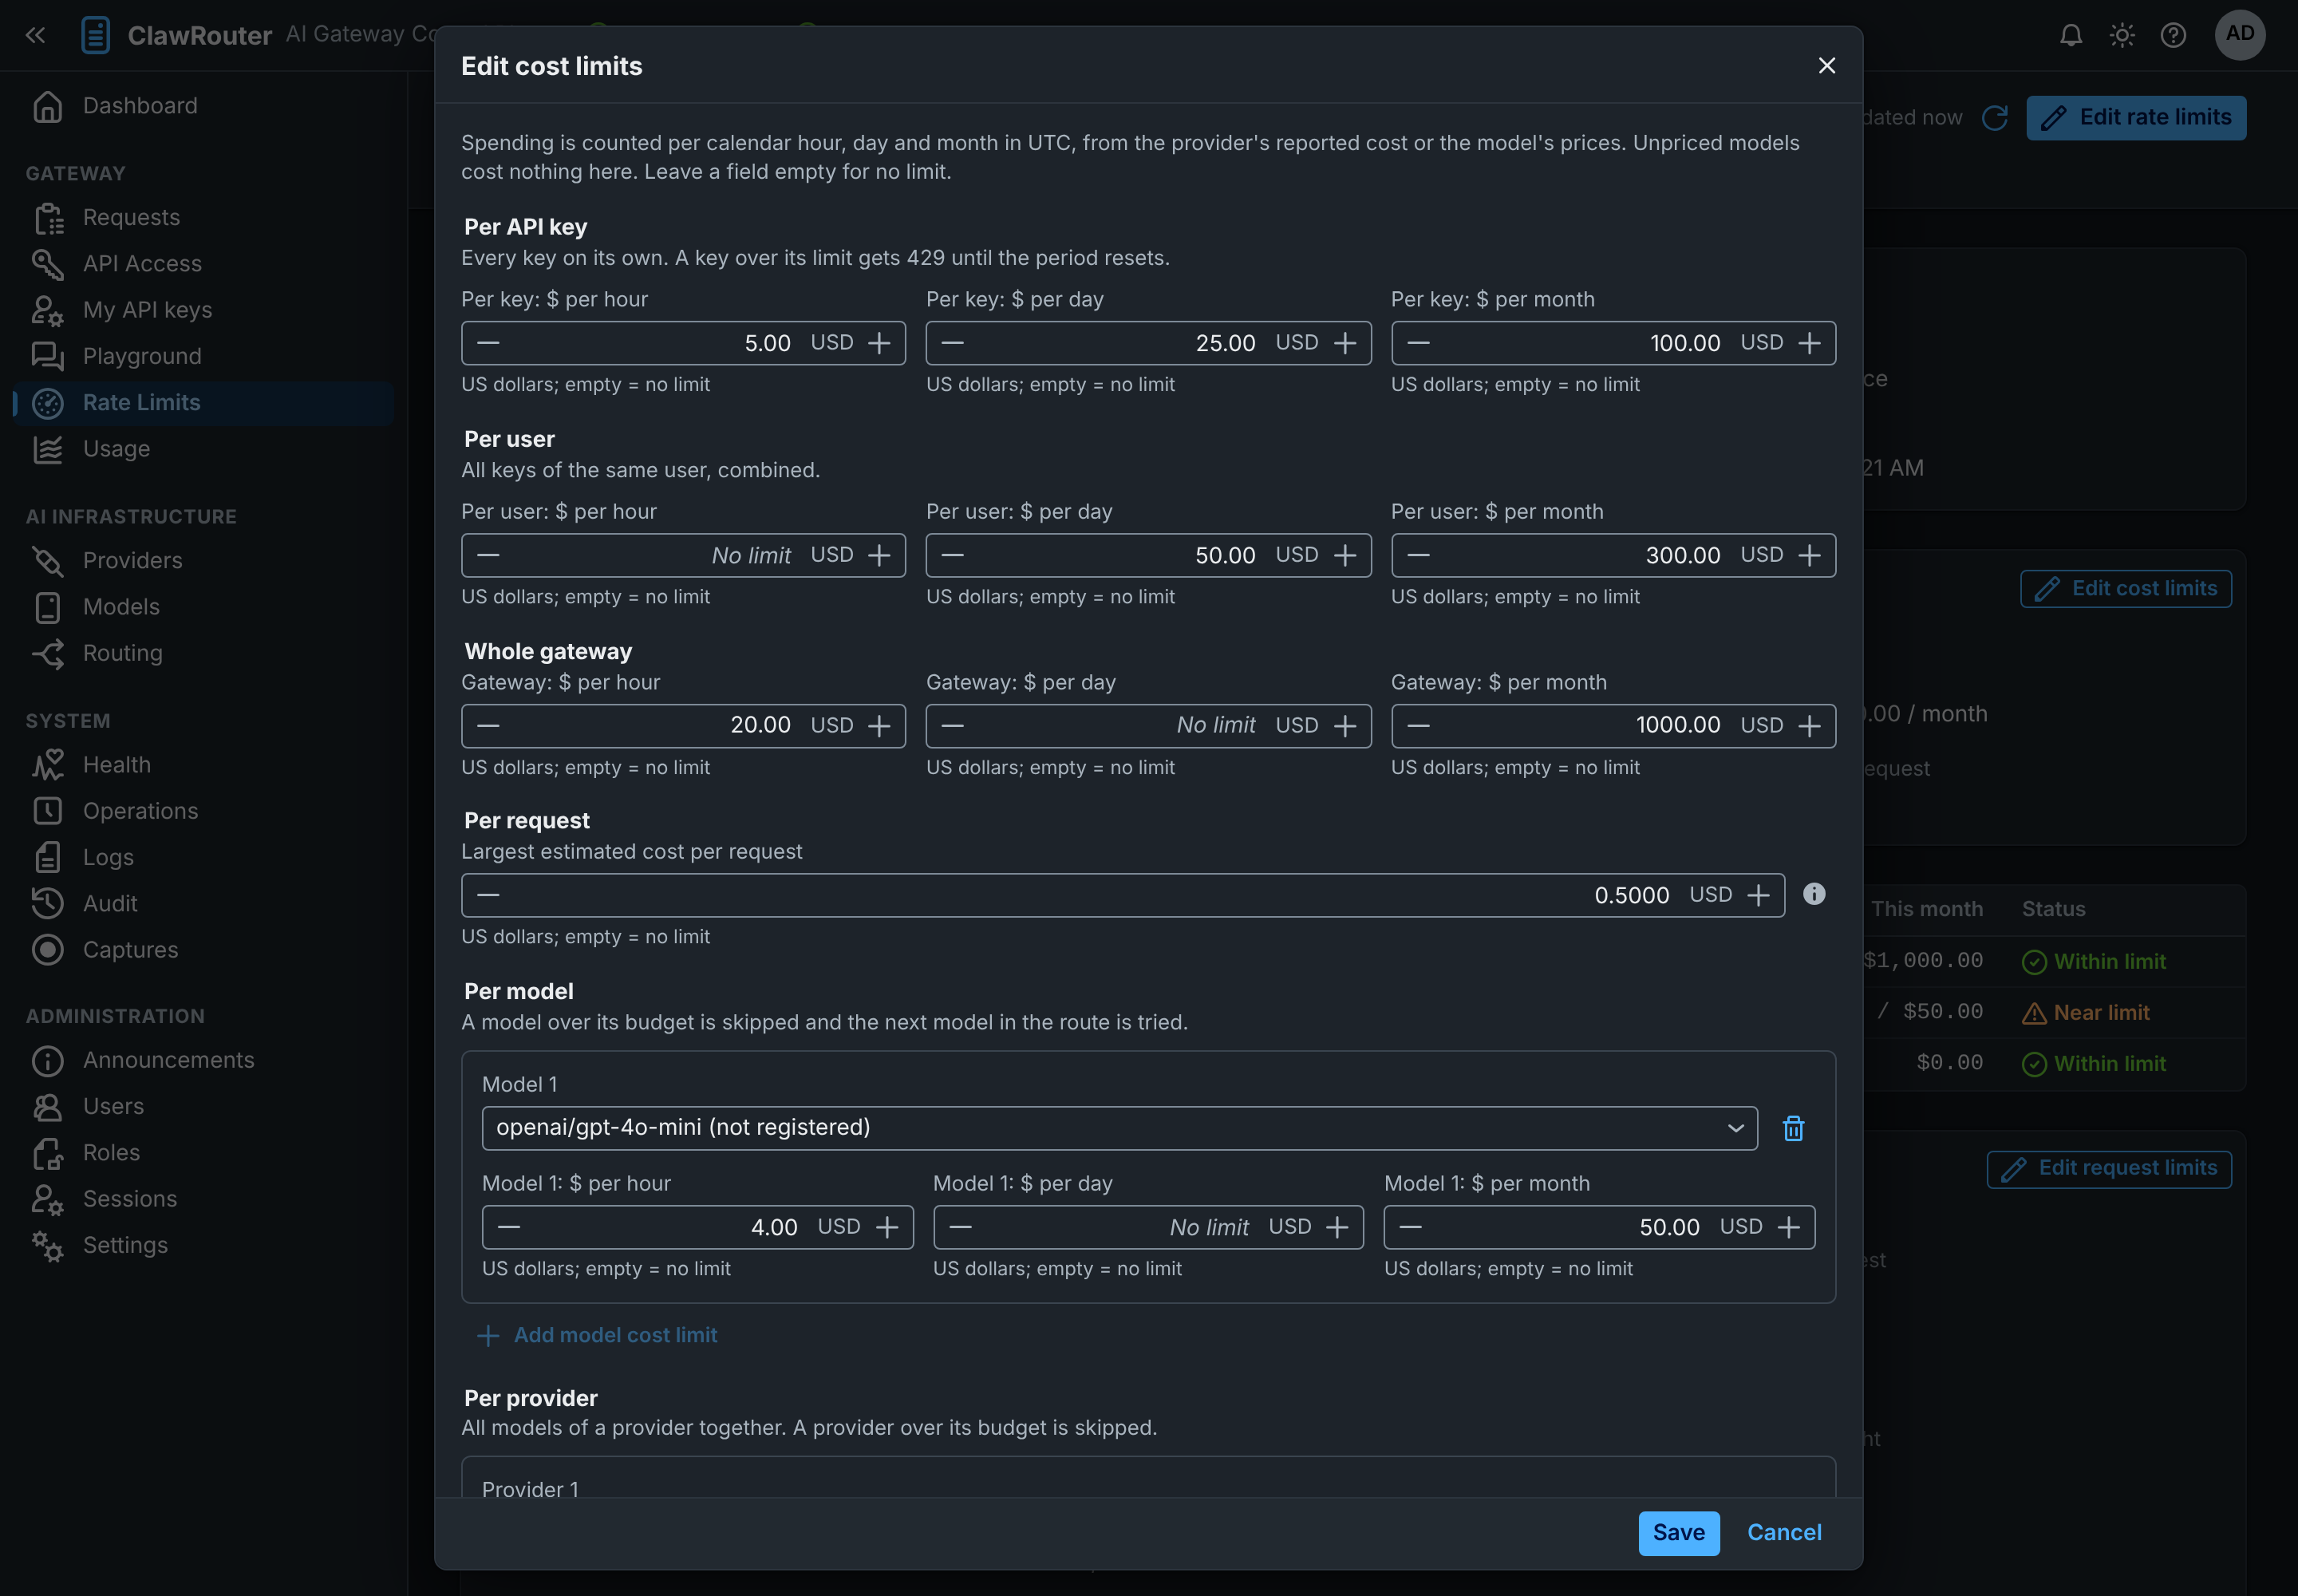 ClawRouter AI Gateway Co
AD
Dashboard
GATEWAY
Requests
API Access
My API keys
Playground
Rate Limits
Usage
AI INFRASTRUCTURE
Providers
Models
Routing
SYSTEM
Health
Operations
Logs
Audit
Captures
ADMINISTRATION
Announcements
Users
Roles
Sessions
Settings
Edit cost limits
Spending is counted per calendar hour, day and month in UTC, from the provider's reported cost or the model's prices. Unpriced models
cost nothing here. Leave a field empty for no limit.
Per API key
Every key on its own. A key over its limit gets 429 until the period resets.
Per key: $ per hour Per key: $ per day Per key: $ per month
5.00 USD 25.00 USD 100.00 USD
US dollars; empty = no limit US dollars; empty = no limit US dollars; empty = no limit
Per user
All keys of the same user, combined.
Per user: $ per hour Per user: $ per day Per user: $ per month
No limit USD 50.00 USD 300.00 USD
US dollars; empty = no limit US dollars; empty = no limit US dollars; empty = no limit
Whole gateway
Gateway: $ per hour Gateway: $ per day Gateway: $ per month
20.00 USD No limit USD 1000.00 USD
US dollars; empty = no limit US dollars; empty = no limit US dollars; empty = no limit
Per request
Largest estimated cost per request
0.5000 USD
US dollars; empty = no limit
Per model
A model over its budget is skipped and the next model in the route is tried.
Model 1
openai/gpt-4o-mini (not registered)
Model 1: $ per hour Model 1: $ per day Model 1: $ per month
4.00 USD No limit USD 50.00 USD
US dollars; empty = no limit US dollars; empty = no limit US dollars; empty = no limit
Add model cost limit
Per provider
All models of a provider together. A provider over its budget is skipped.
Provider 1
Save Cancel
dated now Edit rate limits
ce
21 AM
Edit cost limits
.00 / month
equest
This month Status
$1,000.00 Within limit
/ $50.00 Near limit
$0.00 Within limit
Edit request limits
est
ht